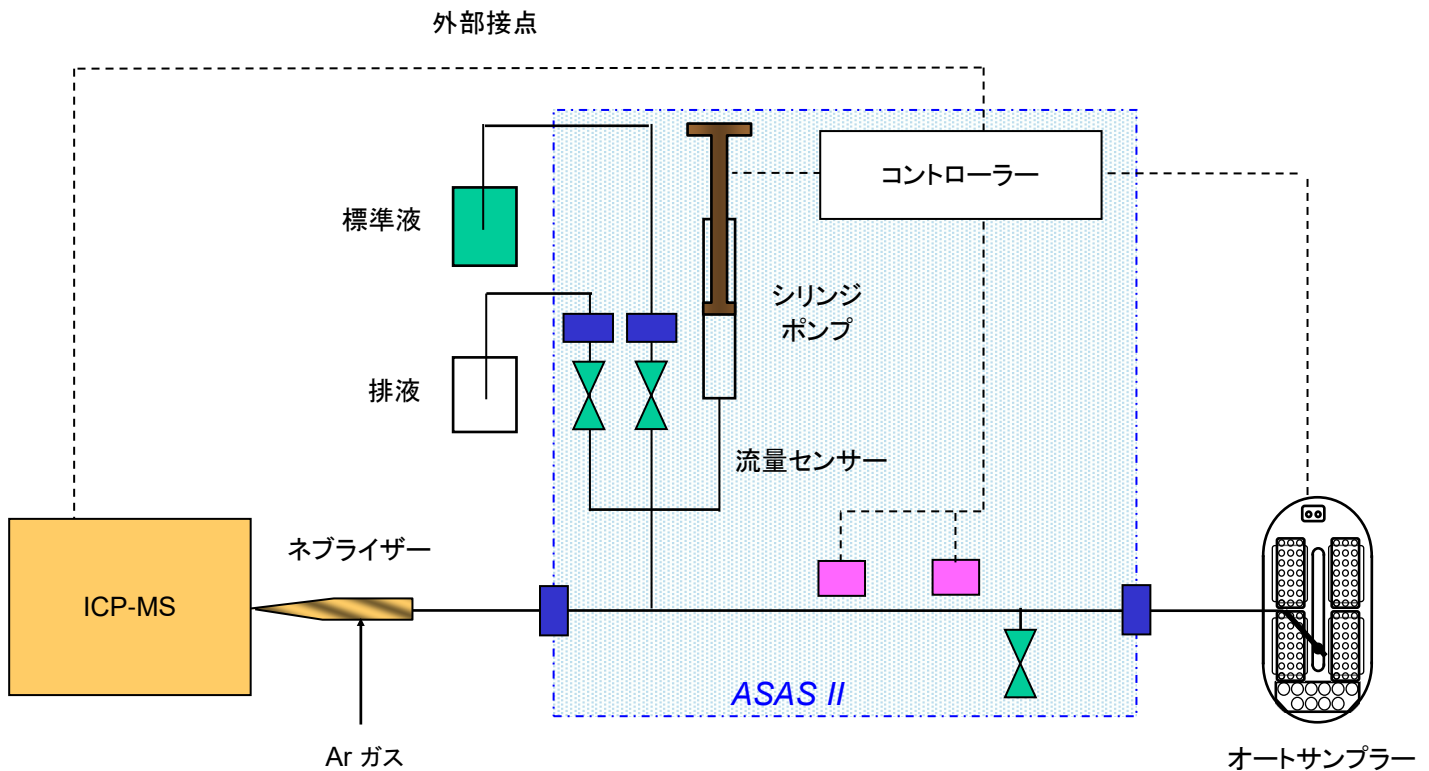 外部接点
コントローラー
標準液
シリンジ
ポンプ
排液
流量センサー
ネブライザー
ICP-MS
ASAS II
Ar ガス
オートサンプラー